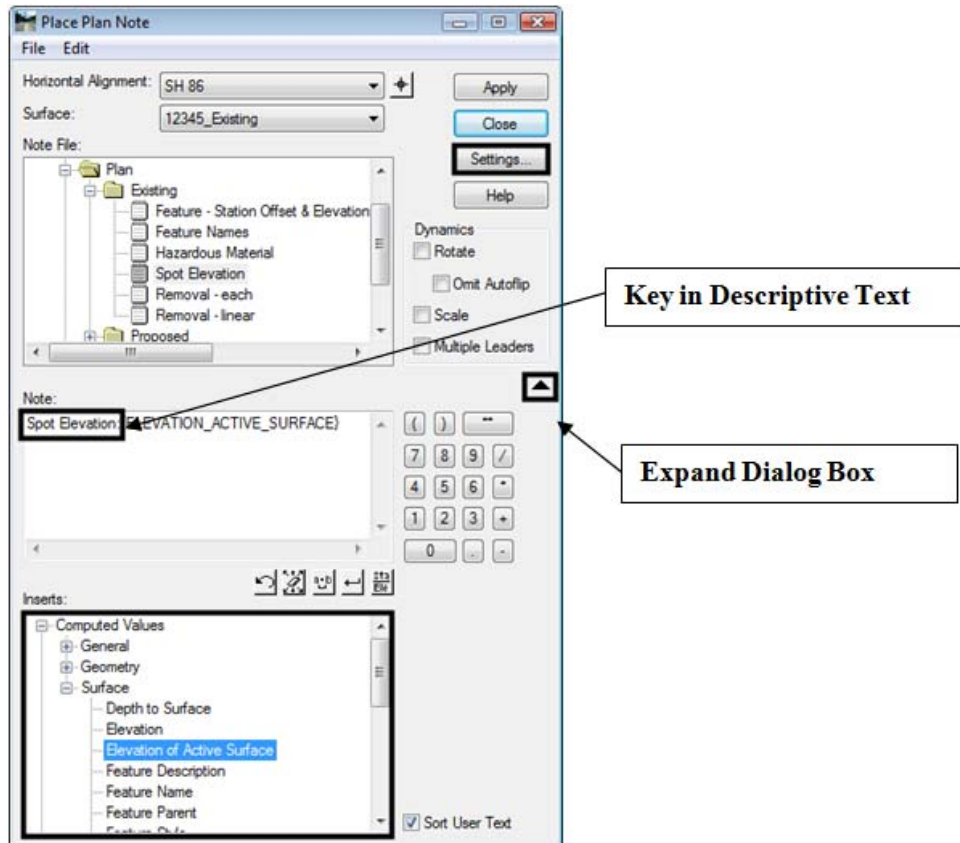 Place Plan Note
File Edit
Horizontal Alignment: SH 86
Apply
Surface: 12345_Existing
Close
Note File:
Settings...
Plan
Help
Existing
Feature - Station Offset & Elevation
Feature Names
Hazardous Material
Spot Elevation
Removal - each
Removal - linear
Proposed
Dynamics
Rotate
Omit Autoflip
Scale
Multiple Leaders
Key in Descriptive Text
Note:
Spot Elevation: ELEVATION_ACTIVE_SURFACE}
( )
7 8 9 /
4 5 6
1 2 3 +
0 . -
Expand Dialog Box
Inserts:
Computed Values
General
Geometry
Surface
Depth to Surface
Elevation
Elevation of Active Surface
Feature Description
Feature Name
Feature Parent
Sort User Text